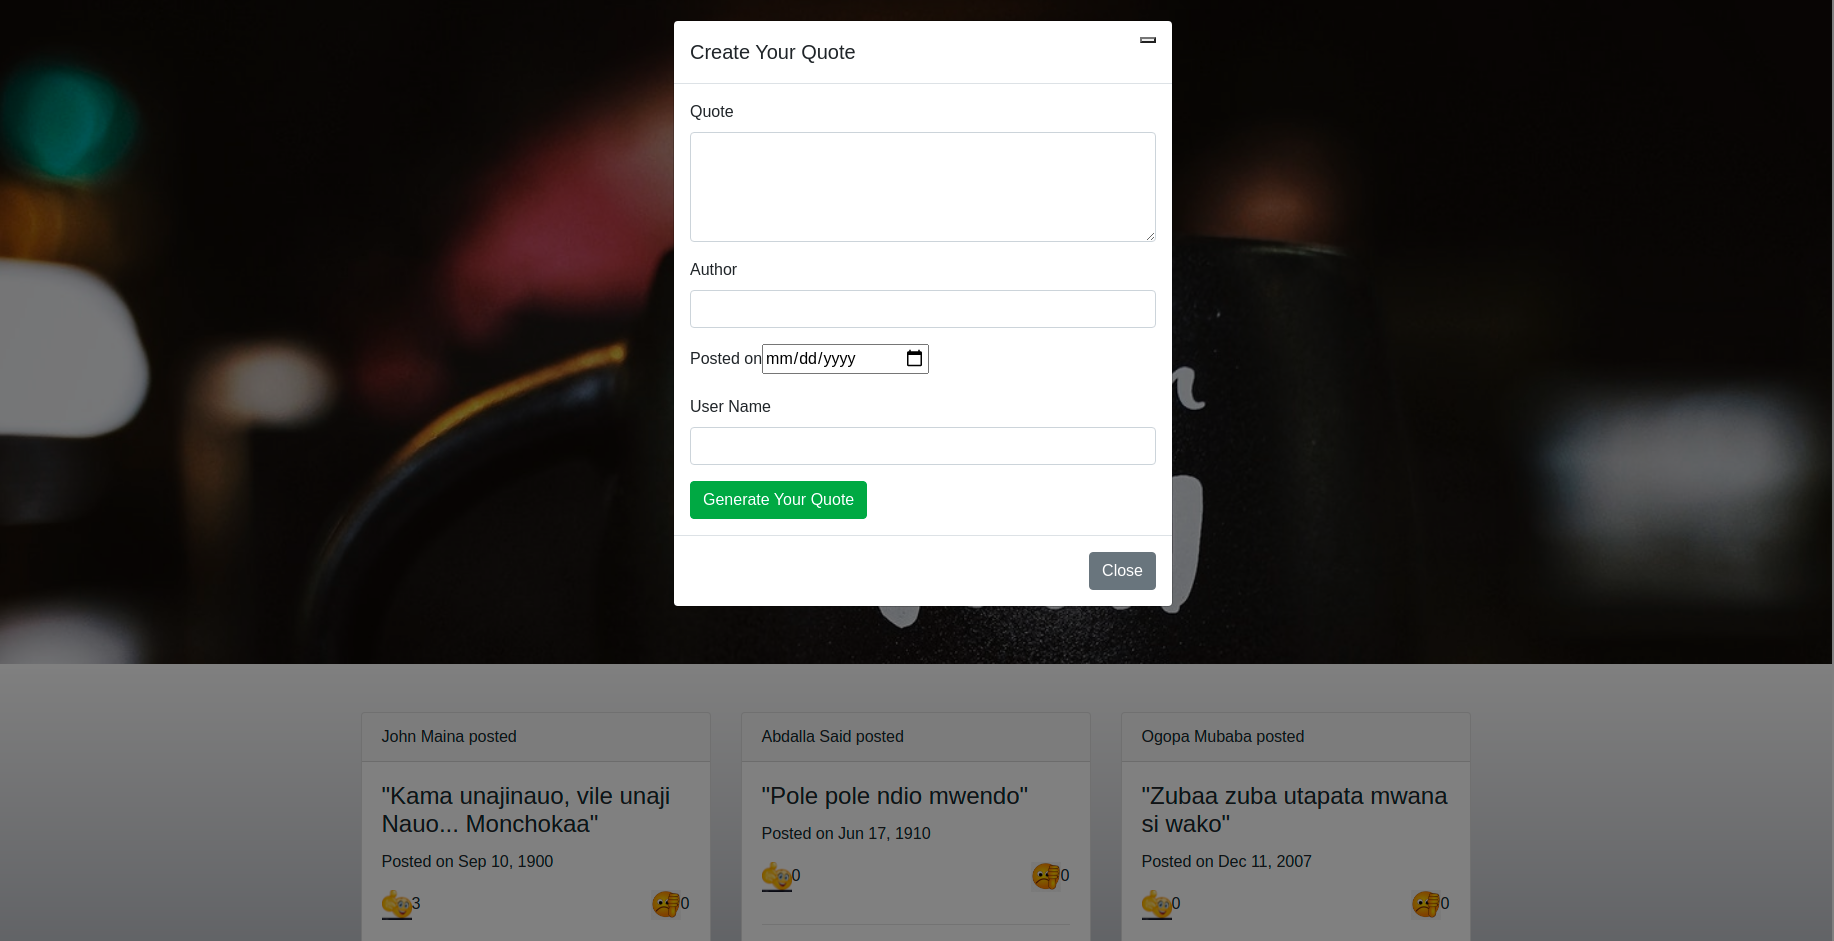 Create Your Quote
Quote
Author
Posted on mm/dd/yyyy
User Name
Generate Your Quote
Close
John Maina posted
"Kama unajinauo, vile unaji
Nauo... Monchokaa"
Posted on Sep 10, 1900
3 0
Abdalla Said posted
"Pole pole ndio mwendo"
Posted on Jun 17, 1910
0 0
Ogopa Mubaba posted
"Zubaa zuba utapata mwana
si wako"
Posted on Dec 11, 2007
0 0